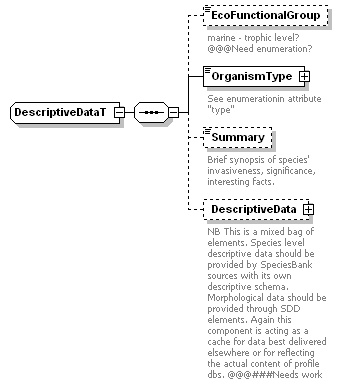 EcoFunctionalGroup
marine - trophic level?
@@@Need enumeration?
OrganismType
See enumerationin attribute
"type"
DescriptiveDataT
Summary
Brief synopsis of species'
invasiveness, significance,
interesting facts.
DescriptiveData
NB This is a mixed bag of
elements. Species level
descriptive data should be
provided by SpeciesBank
sources with its own
descriptive schema.
Morphological data should be
provided through SDD
elements. Again this
component is acting as a
cache for data best delivered
elsewhere or for reflecting
the actual content of profile
dbs. @@@###Needs work